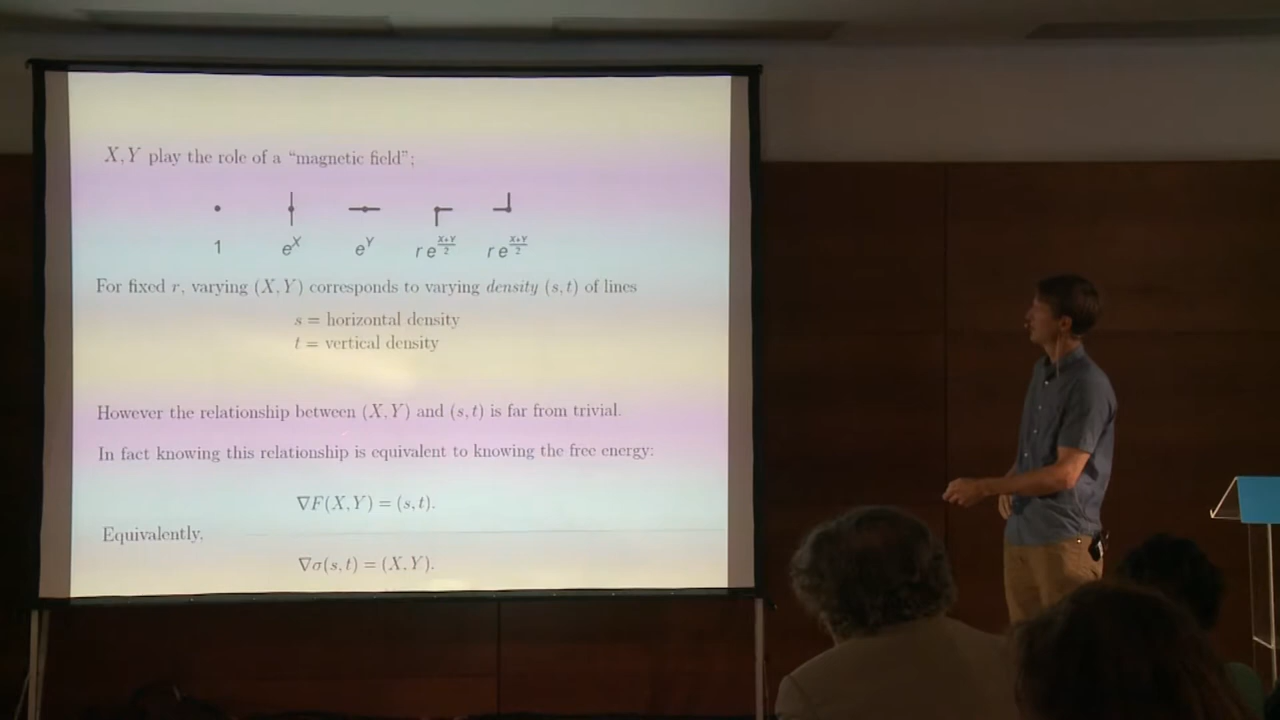 X, Y play the role of a “magnetic field”;
1 e^X e^Y r e^{\frac{X+Y}{2}} r e^{\frac{X+Y}{2}}
For fixed r, varying (X, Y) corresponds to varying density (s, t) of lines
s = horizontal density
t = vertical density
However the relationship between (X, Y) and (s, t) is far from trivial.
In fact knowing this relationship is equivalent to knowing the free energy:
∇F(X, Y) = (s, t).
Equivalently,
∇σ(s, t) = (X, Y).